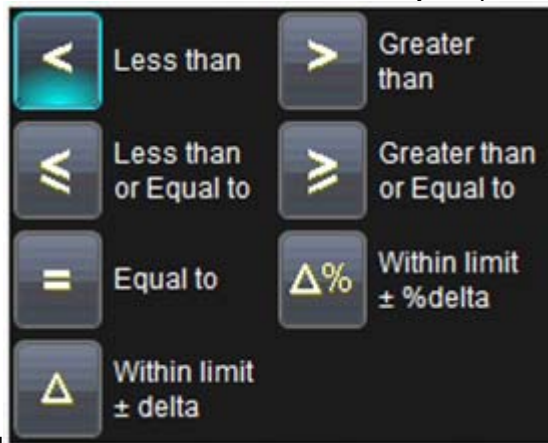 < Less than
> Greater
than
≤ Less than
or Equal to
≥ Greater than
or Equal to
= Equal to
Δ% Within limit
± %delta
Δ Within limit
± delta